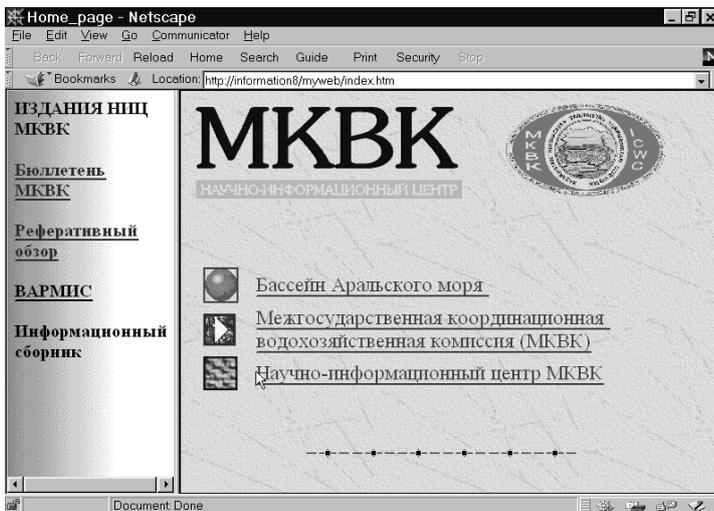 Home_page - Netscape
File Edit View Go Communicator Help
Back Forward Reload Home Search Guide Print Security Stop
N
Bookmarks Location: http://information8/myweb/index.htm
ИЗДАНИЯ НИЦ
МКВК
Бюллетень
МКВК
Реферативный
обзор
ВАРМИС
Информационный
сборник
МКВК
НАУЧНО-ИНФОРМАЦИОННЫЙ ЦЕНТР
МКВК
ICWC
Бассейн Аральского моря
Межгосударственная координационная
водохозяйственная комиссия (МКВК)
Научно-информационный центр МКВК
Document Done